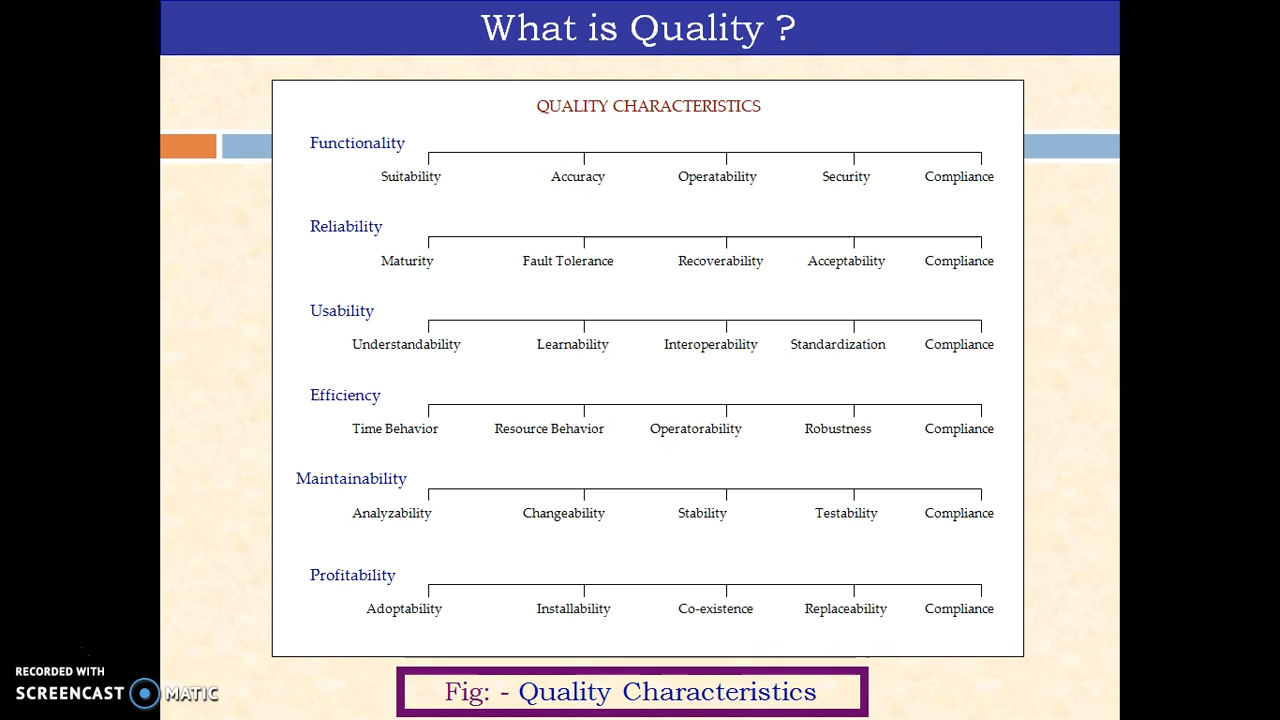 What is Quality ?
QUALITY CHARACTERISTICS
Functionality
Suitability Accuracy Operatability Security Compliance
Reliability
Maturity Fault Tolerance Recoverability Acceptability Compliance
Usability
Understandability Learnability Interoperability Standardization Compliance
Efficiency
Time Behavior Resource Behavior Operatorability Robustness Compliance
Maintainability
Analyzability Changeability Stability Testability Compliance
Profitability
Adoptability Installability Co-existence Replaceability Compliance
Fig: - Quality Characteristics
RECORDED WITH
SCREENCAST MATIC